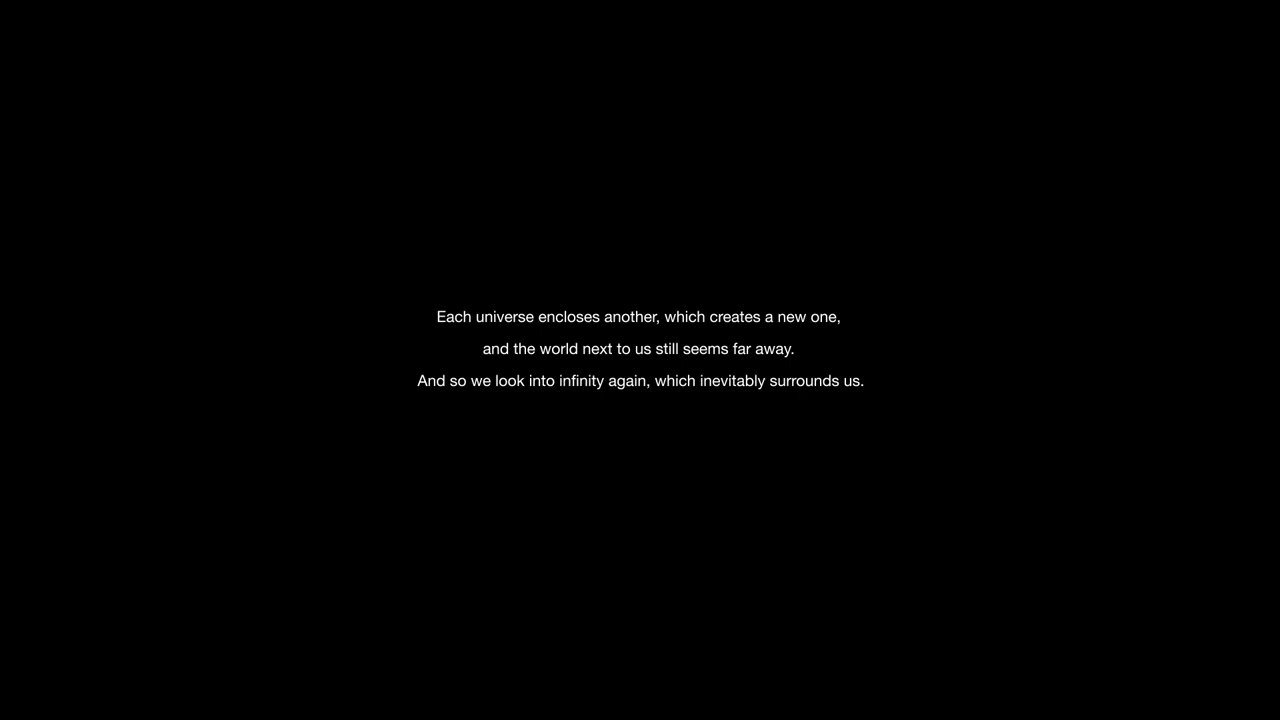 Each universe encloses another, which creates a new one,
and the world next to us still seems far away.
And so we look into infinity again, which inevitably surrounds us.